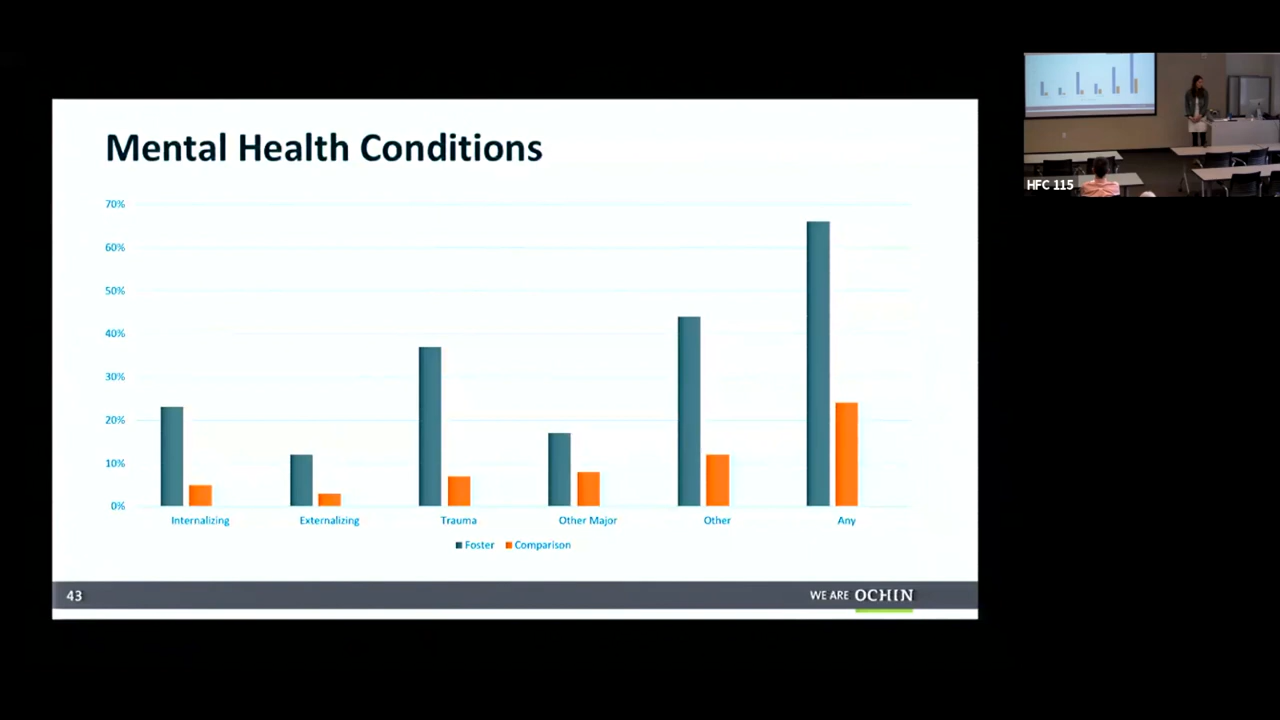 Mental Health Conditions
70%
60%
50%
40%
30%
20%
10%
0%
Internalizing Externalizing Trauma Other Major Other Any
Foster Comparison
43
WE ARE OCHIN
HFC 115